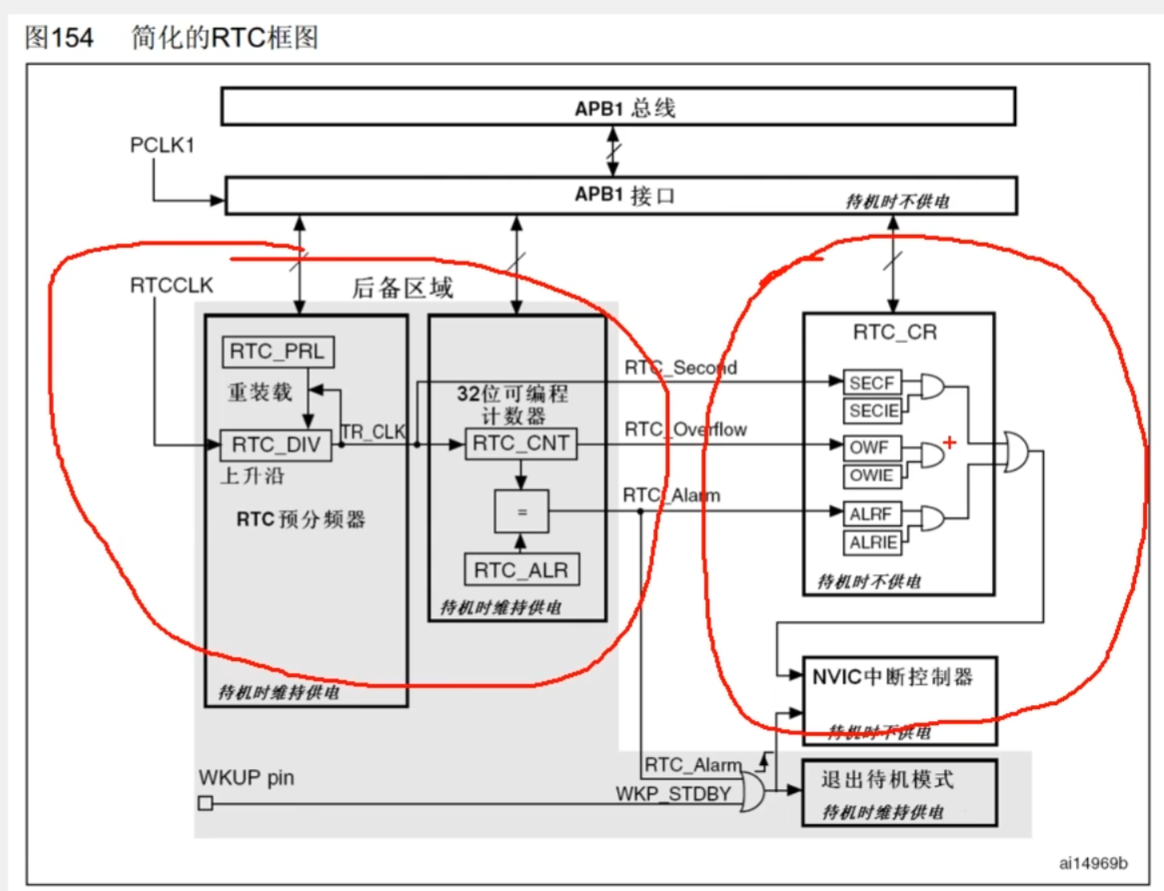 图154 简化的RTC框图
APB1 总线
PCLK1
APB1 接口
待机时不供电
RTCCLK
后备区域
RTC_PRL
重装载
RTC_DIV
上升沿
RTC预分频器
待机时维持供电
TR_CLK
32位可编程
计数器
RTC_CNT
=
RTC_ALR
待机时维持供电
RTC_Second
RTC_Overflow
RTC_Alarm
RTC_CR
SECF
SECIE
OWF
OWIE
ALRF
ALRIE
待机时不供电
NVIC中断控制器
待机时不供电
RTC_Alarm
WKUP pin
WKP_STDBY
退出待机模式
待机时维持供电
ai14969b